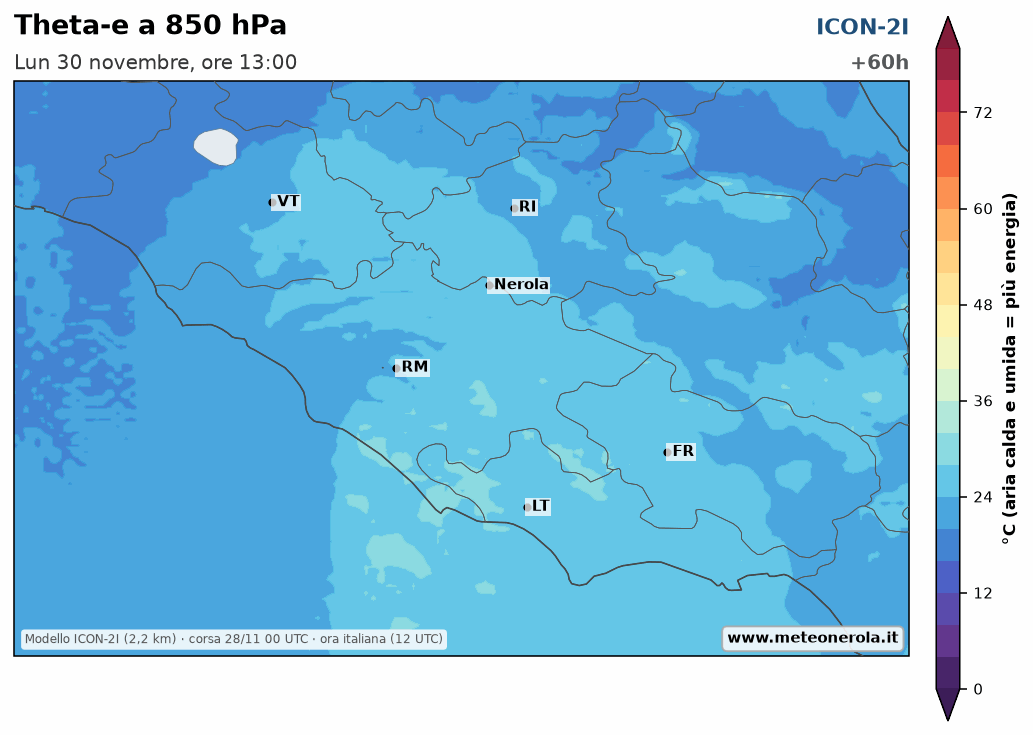 Theta-e a 850 hPa
ICON-2I
Lun 30 novembre, ore 13:00
+60h
VT
RI
Nerola
RM
FR
LT
Modello ICON-2I (2,2 km) · corsa 28/11 00 UTC · ora italiana (12 UTC)
www.meteonerola.it
72
60
48
36
24
12
0
°C (aria calda e umida = più energia)